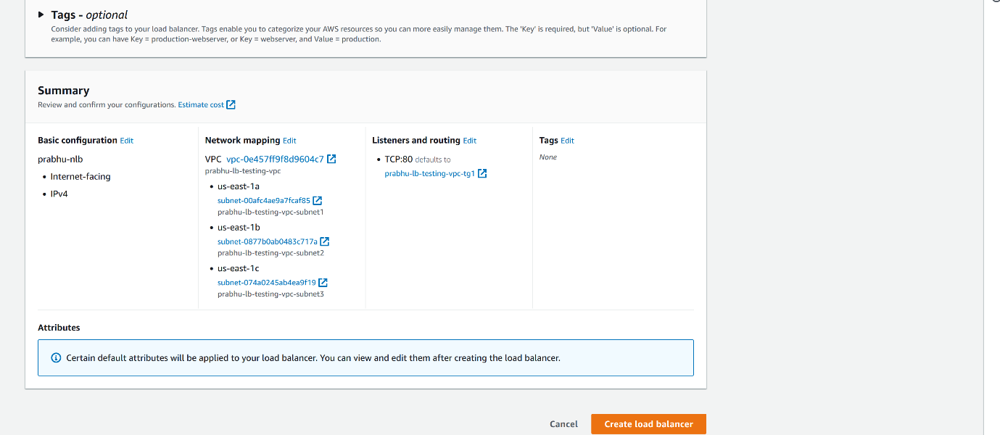 Tags - optional
Consider adding tags to your load balancer. Tags enable you to categorize your AWS resources so you can more easily manage them. The 'Key' is required, but 'Value' is optional. For
example, you can have Key = production-webserver, or Key = webserver, and Value = production.
Summary
Review and confirm your configurations. Estimate cost
Basic configuration Edit
prabhu-nlb
• Internet-facing
• IPv4
Network mapping Edit
VPC vpc-0e457ff9f8d9604c7
prabhu-lb-testing-vpc
• us-east-1a
subnet-00afc4ae9a7fcaf85
prabhu-lb-testing-vpc-subnet1
• us-east-1b
subnet-0877b0ab0483c717a
prabhu-lb-testing-vpc-subnet2
• us-east-1c
subnet-074a0245ab4ea9f19
prabhu-lb-testing-vpc-subnet3
Listeners and routing Edit
• TCP:80 defaults to
prabhu-lb-testing-vpc-tg1
Tags Edit
None
Attributes
Certain default attributes will be applied to your load balancer. You can view and edit them after creating the load balancer.
Cancel
Create load balancer